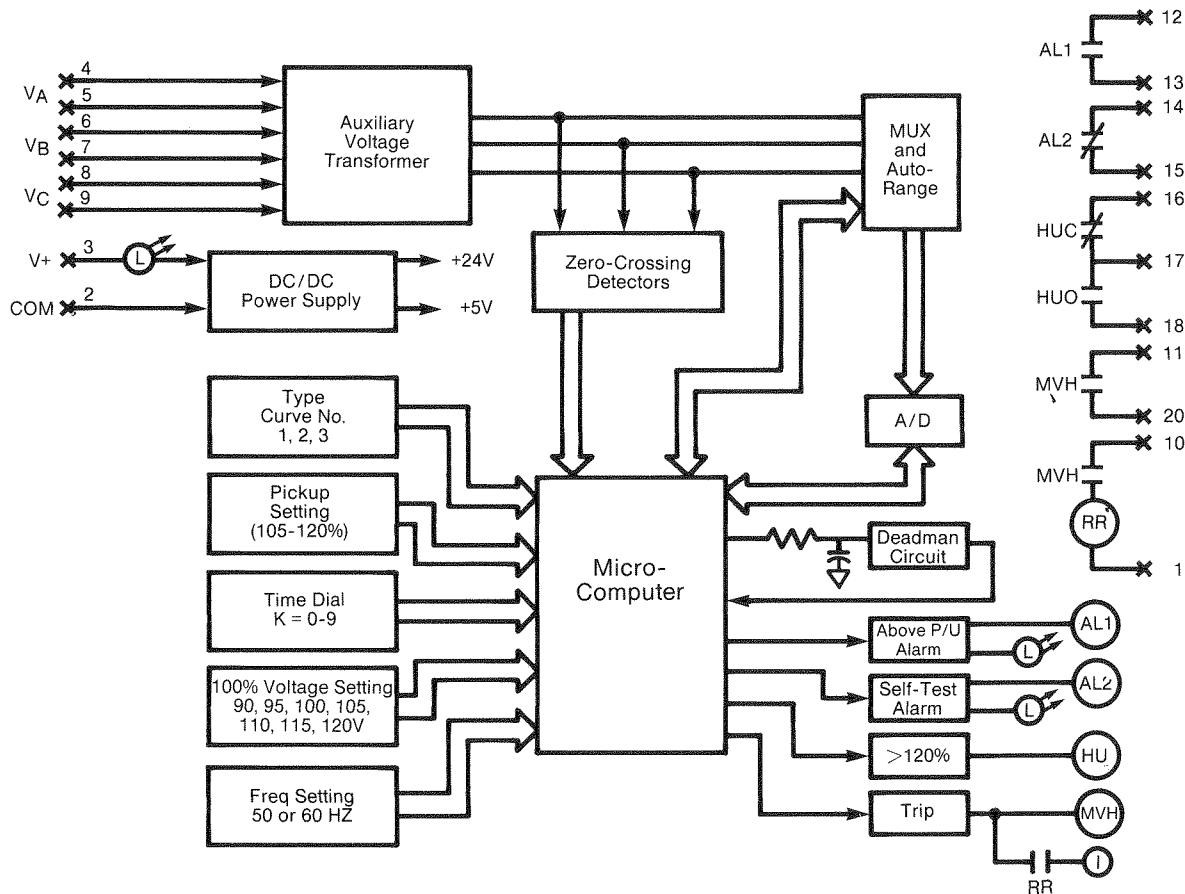 VA
4
5
VB
6
7
VC
8
9
V+
3
L
COM
2
Auxiliary
Voltage
Transformer
DC/DC
Power Supply
+24V
+5V
Zero-Crossing
Detectors
MUX
and
Auto-
Range
A/D
Type
Curve No.
1, 2, 3
Pickup
Setting
(105-120%)
Time Dial
K = 0-9
100% Voltage Setting
90, 95, 100, 105,
110, 115, 120V
Freq Setting
50 or 60 HZ
Micro-
Computer
Deadman
Circuit
Above P/U
Alarm
AL1
L
Self-Test
Alarm
AL2
L
>120%
HU
Trip
MVH
RR
I
AL1
12
13
AL2
14
15
HUC
16
17
HUO
18
MVH
11
20
MVH
10
RR
1